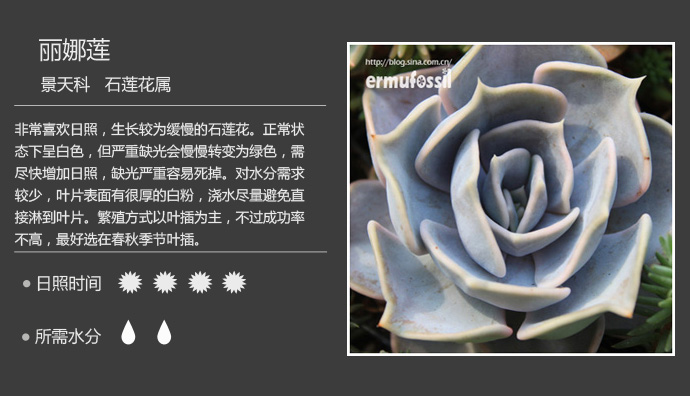 丽娜莲
景天科 石莲花属
非常喜欢日照，生长较为缓慢的石莲花。正常状
态下呈白色，但严重缺光会慢慢转变为绿色，需
尽快增加日照，缺光严重容易死掉。对水分需求
较少，叶片表面有很厚的白粉，浇水尽量避免直
接淋到叶片。繁殖方式以叶插为主，不过成功率
不高，最好选在春秋季节叶插。
日照时间
所需水分
http://blog.sina.com.cn/
ermufossil